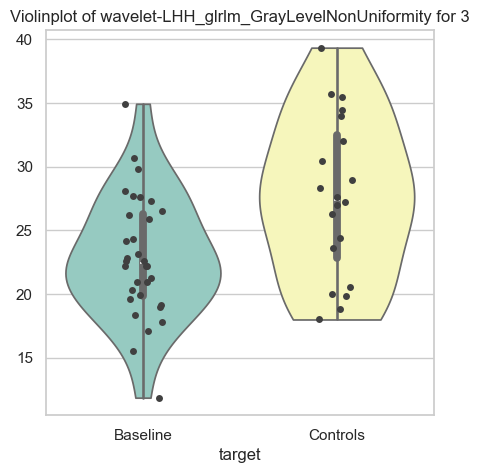 Violinplot of wavelet-LHH_glrlm_GrayLevelNonUniformity for 3
40
35
30
25
20
15
Baseline
Controls
target